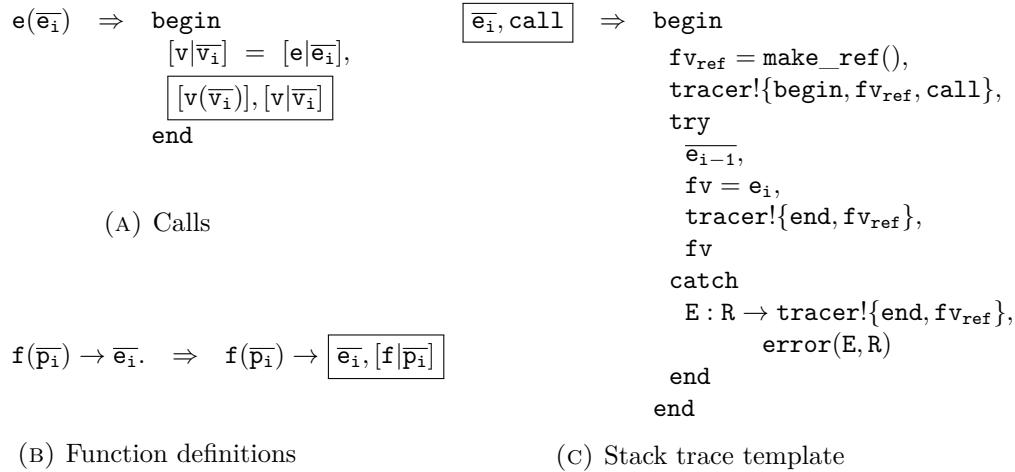 e(e̅i̅) ⇒ begin
[v|v̅i̅] = [e|e̅i̅],
[v(v̅i̅)], [v|v̅i̅]
end
(A) Calls
f(p̅i̅) → e̅i̅. ⇒ f(p̅i̅) → e̅i̅, [f|p̅i̅]
(B) Function definitions
e̅i̅, call ⇒ begin
fv_ref = make_ref(),
tracer!{begin, fv_ref, call},
try
e̅i̅-̅1̅,
fv = e_i,
tracer!{end, fv_ref},
fv
catch
E : R → tracer!{end, fv_ref},
error(E, R)
end
end
(C) Stack trace template